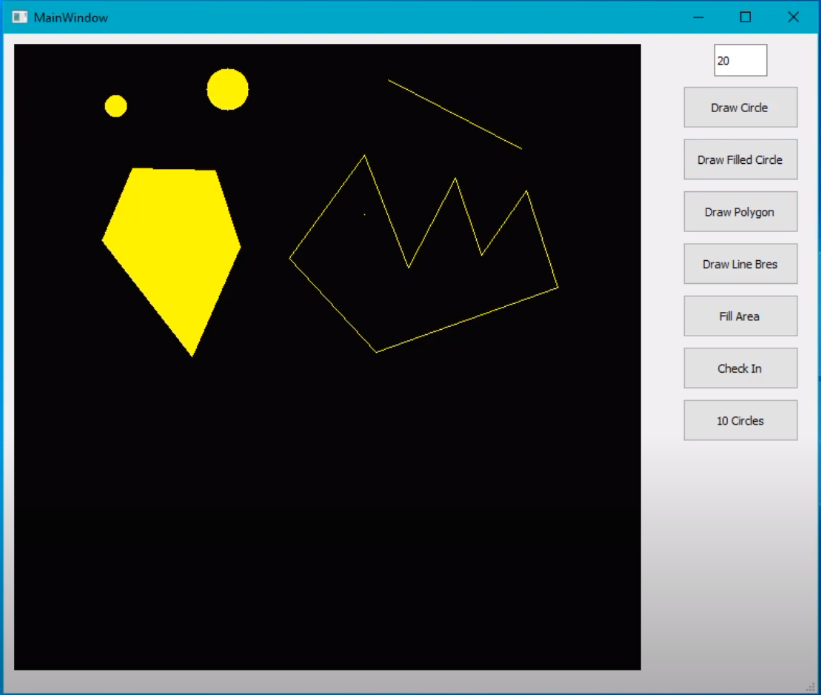 MainWindow
20
Draw Circle
Draw Filled Circle
Draw Polygon
Draw Line Bres
Fill Area
Check In
10 Circles